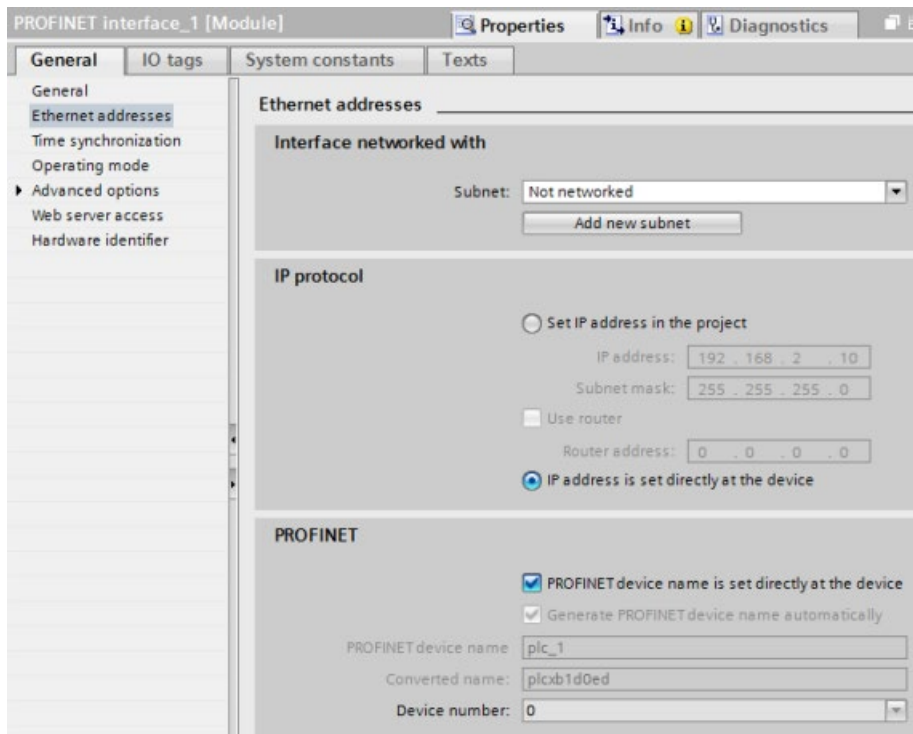 PROFINET interface_1 [Module]
Properties
Info
Diagnostics
General
IO tags
System constants
Texts
General
Ethernet addresses
Time synchronization
Operating mode
Advanced options
Web server access
Hardware identifier
Ethernet addresses
Interface networked with
Subnet: Not networked
Add new subnet
IP protocol
Set IP address in the project
IP address: 192 . 168 . 2 . 10
Subnet mask: 255 . 255 . 255 . 0
Use router
Router address: 0 . 0 . 0 . 0
IP address is set directly at the device
PROFINET
PROFINET device name is set directly at the device
Generate PROFINET device name automatically
PROFINET device name plc_1
Converted name: plcxb1d0ed
Device number: 0